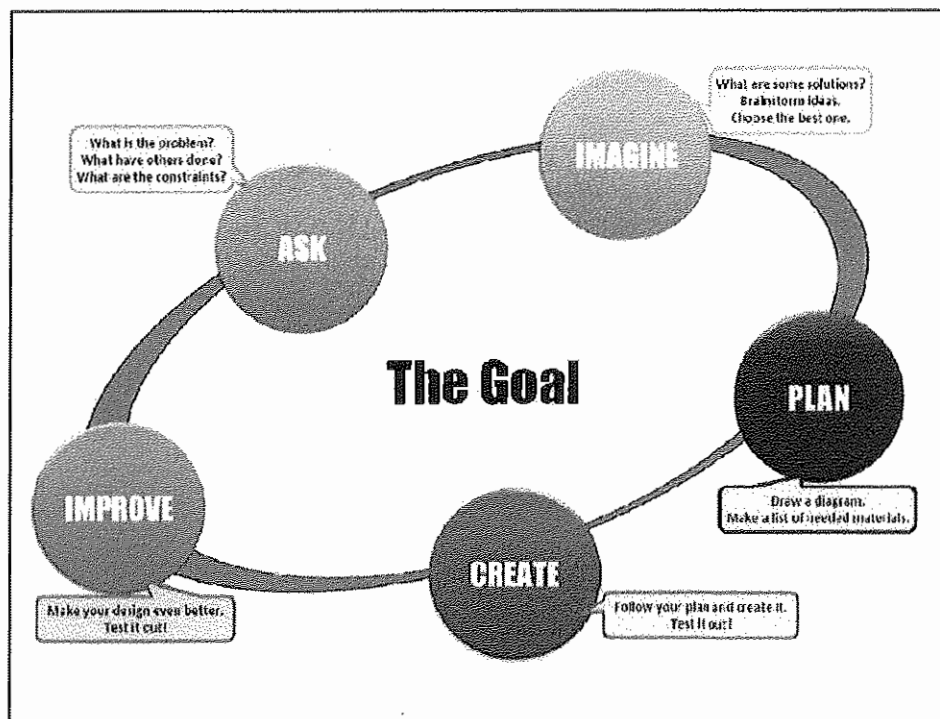 What is the problem?
What have others done?
What are the constraints?
ASK
What are some solutions?
Brainstorm ideas.
Choose the best one.
IMAGINE
The Goal
PLAN
Draw a diagram.
Make a list of needed materials.
CREATE
Follow your plan and create it.
Test it out!
IMPROVE
Make your design even better.
Test it out!